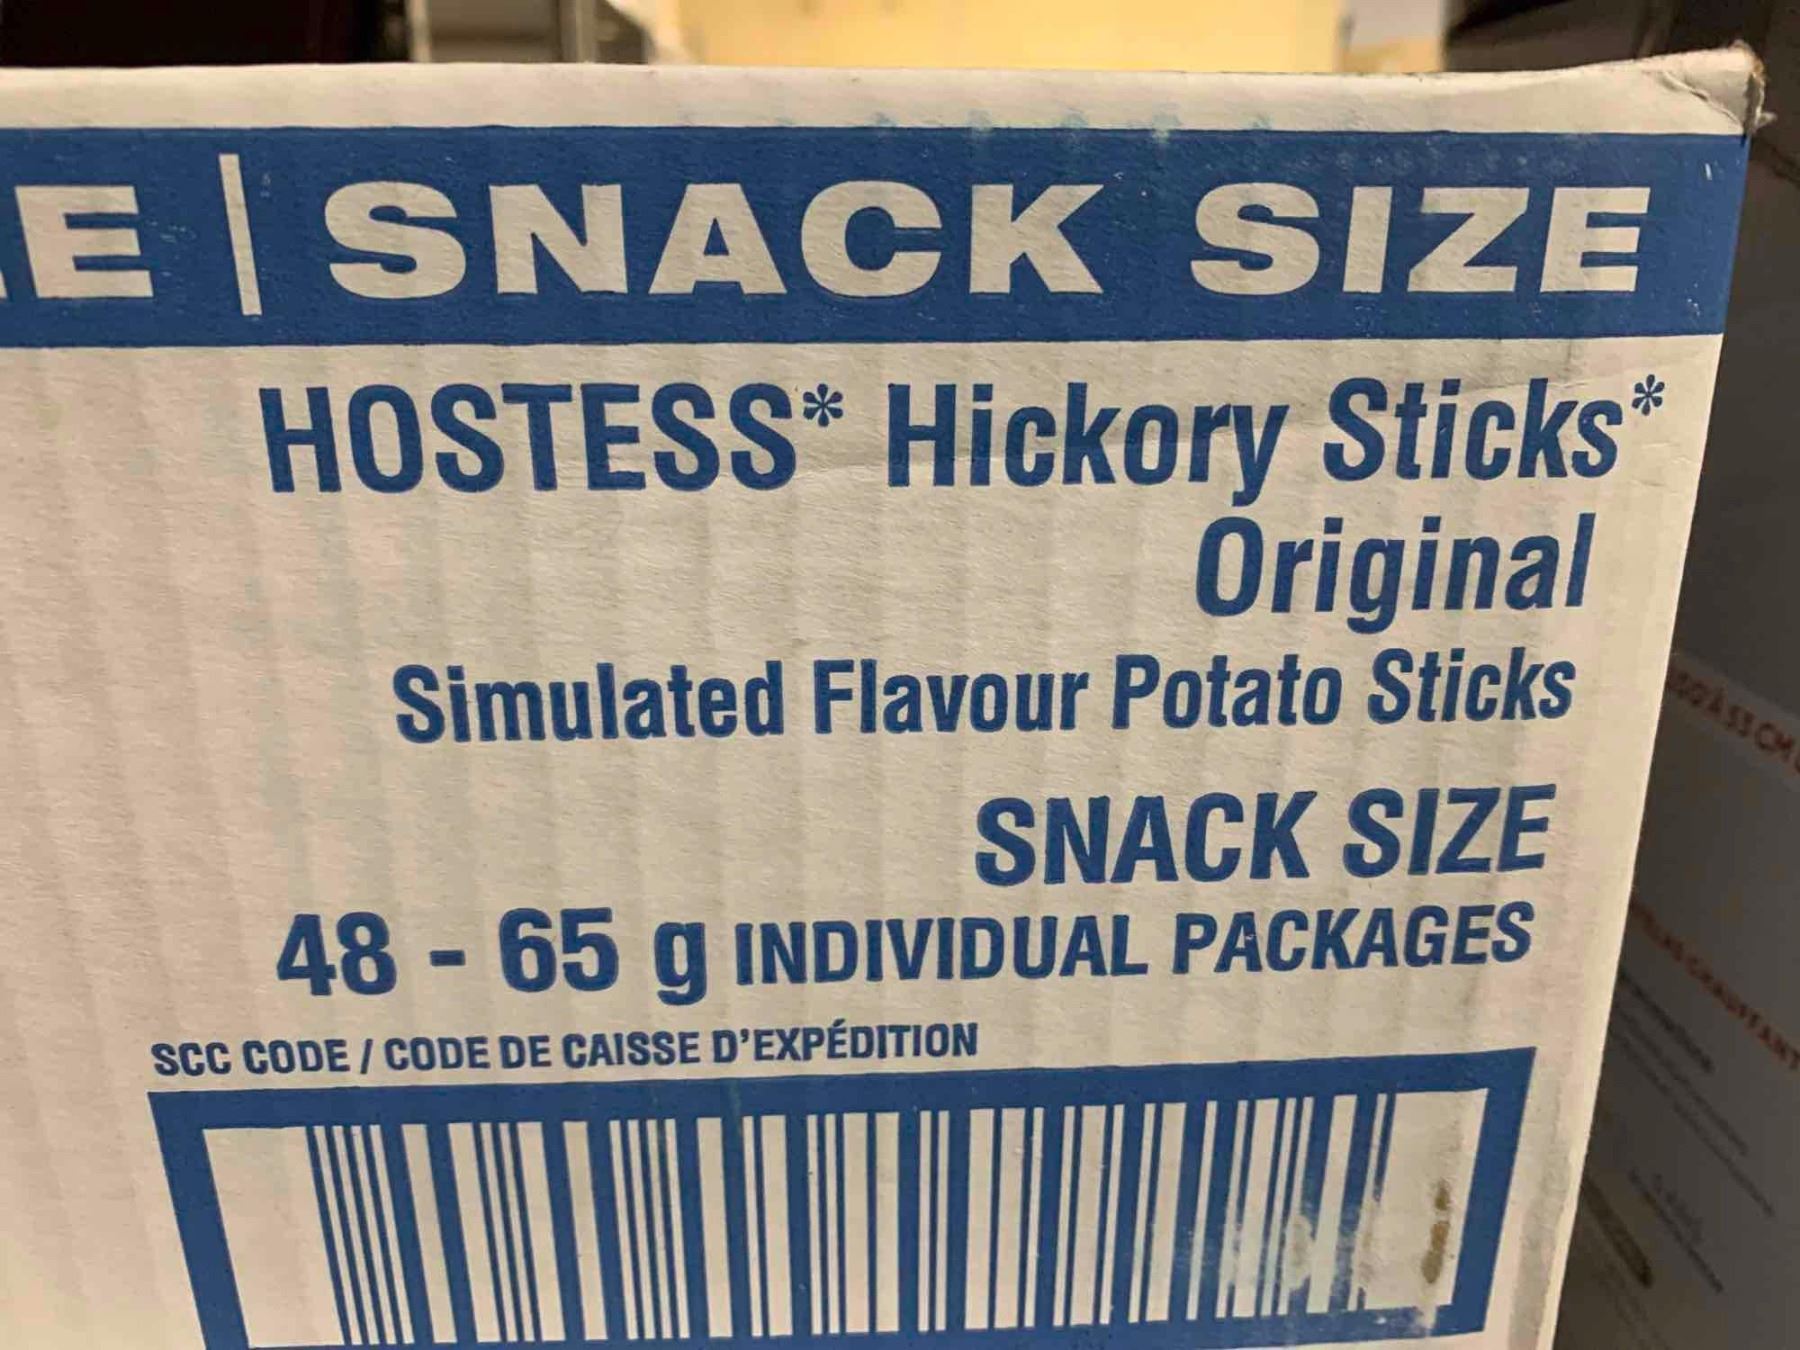 E | SNACK SIZE
HOSTESS* Hickory Sticks*
Original
Simulated Flavour Potato Sticks
SNACK SIZE
48 - 65 g INDIVIDUAL PACKAGES
SCC CODE / CODE DE CAISSE D'EXPÉDITION